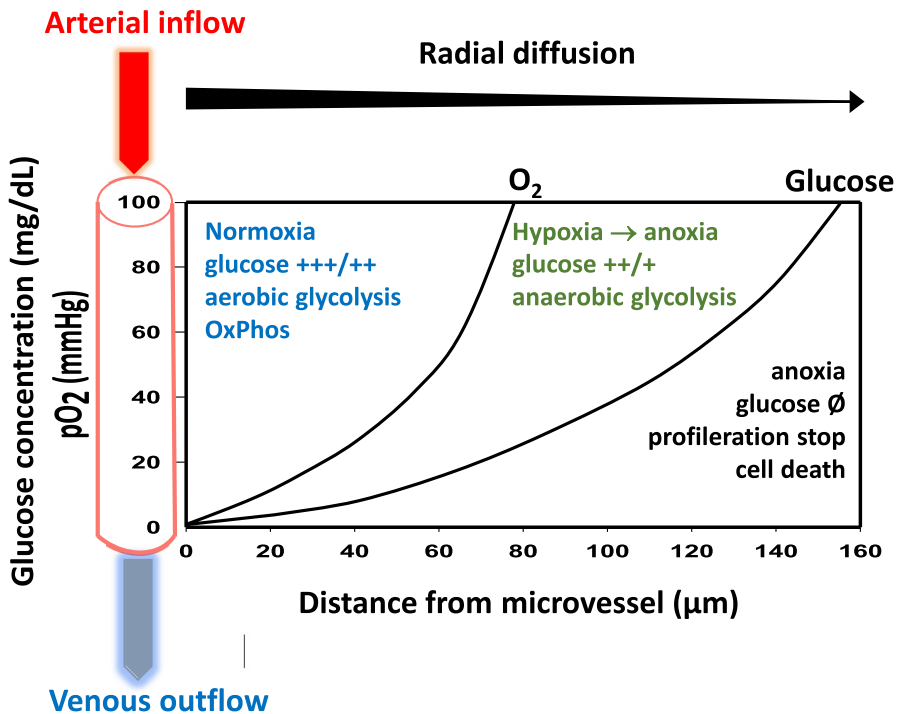 Arterial inflow
Radial diffusion
Glucose concentration (mg/dL)
pO2 (mmHg)
O2
Glucose
100
80
60
40
20
0
Normoxia
glucose +++/++
aerobic glycolysis
OxPhos
Hypoxia → anoxia
glucose ++/+
anaerobic glycolysis
anoxia
glucose Ø
profileration stop
cell death
0 20 40 60 80 100 120 140 160
Distance from microvessel (μm)
Venous outflow